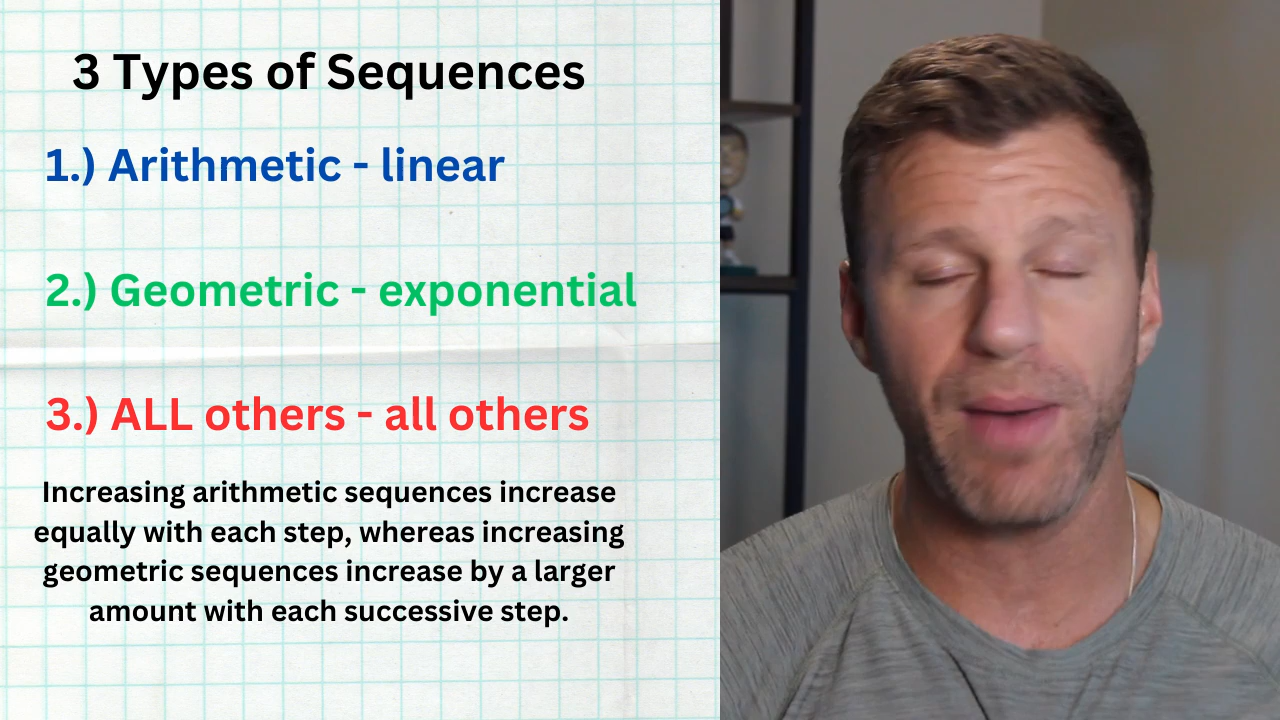 3 Types of Sequences
1.) Arithmetic - linear
2.) Geometric - exponential
3.) ALL others - all others
Increasing arithmetic sequences increase
equally with each step, whereas increasing
geometric sequences increase by a larger
amount with each successive step.